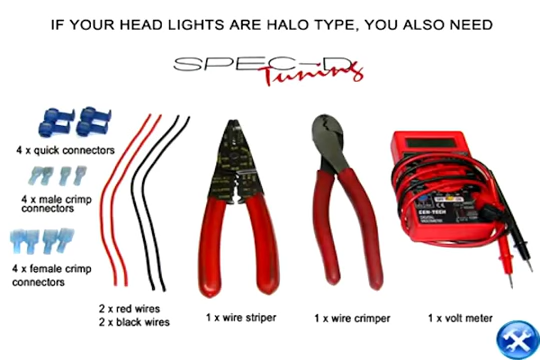 IF YOUR HEAD LIGHTS ARE HALO TYPE, YOU ALSO NEED
SPEC-D
Tuning
4 x quick connectors
4 x male crimp
connectors
4 x female crimp
connectors
2 x red wires
2 x black wires
1 x wire striper
1 x wire crimper
1 x volt meter
CEN-TECH